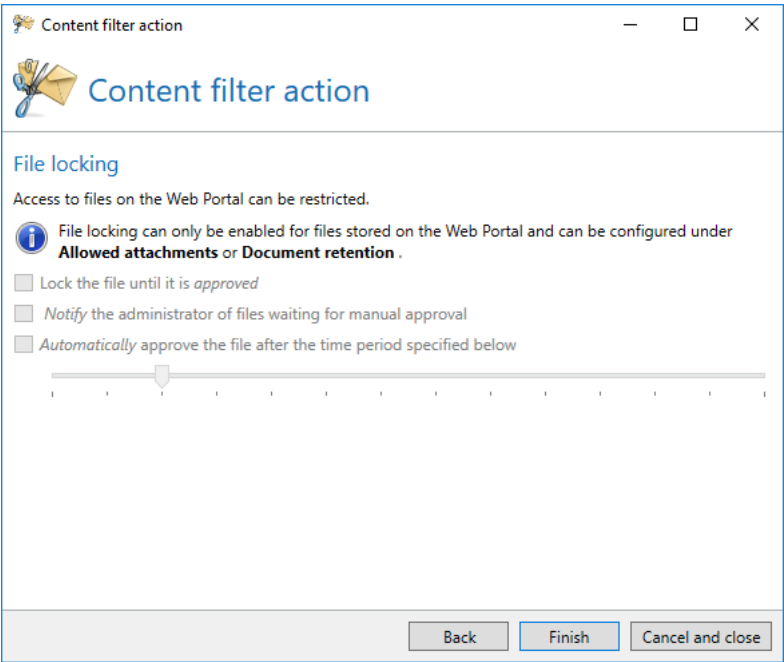 Content filter action
Content filter action
File locking
Access to files on the Web Portal can be restricted.
File locking can only be enabled for files stored on the Web Portal and can be configured under
Allowed attachments or Document retention .
Lock the file until it is approved
Notify the administrator of files waiting for manual approval
Automatically approve the file after the time period specified below
Back Finish Cancel and close